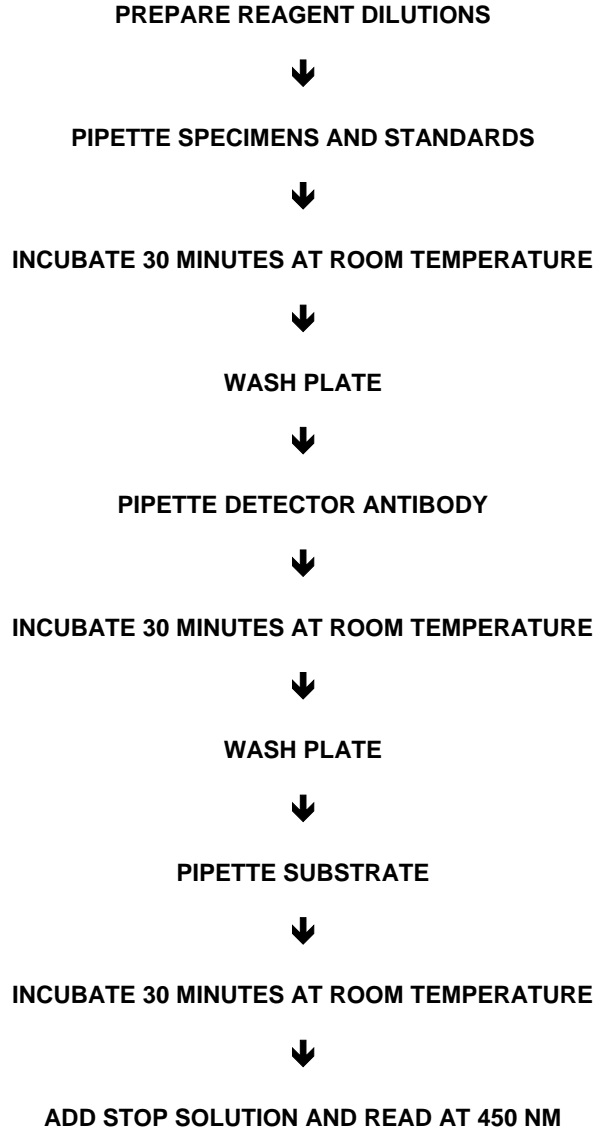 PREPARE REAGENT DILUTIONS
PIPETTE SPECIMENS AND STANDARDS
INCUBATE 30 MINUTES AT ROOM TEMPERATURE
WASH PLATE
PIPETTE DETECTOR ANTIBODY
INCUBATE 30 MINUTES AT ROOM TEMPERATURE
WASH PLATE
PIPETTE SUBSTRATE
INCUBATE 30 MINUTES AT ROOM TEMPERATURE
ADD STOP SOLUTION AND READ AT 450 NM